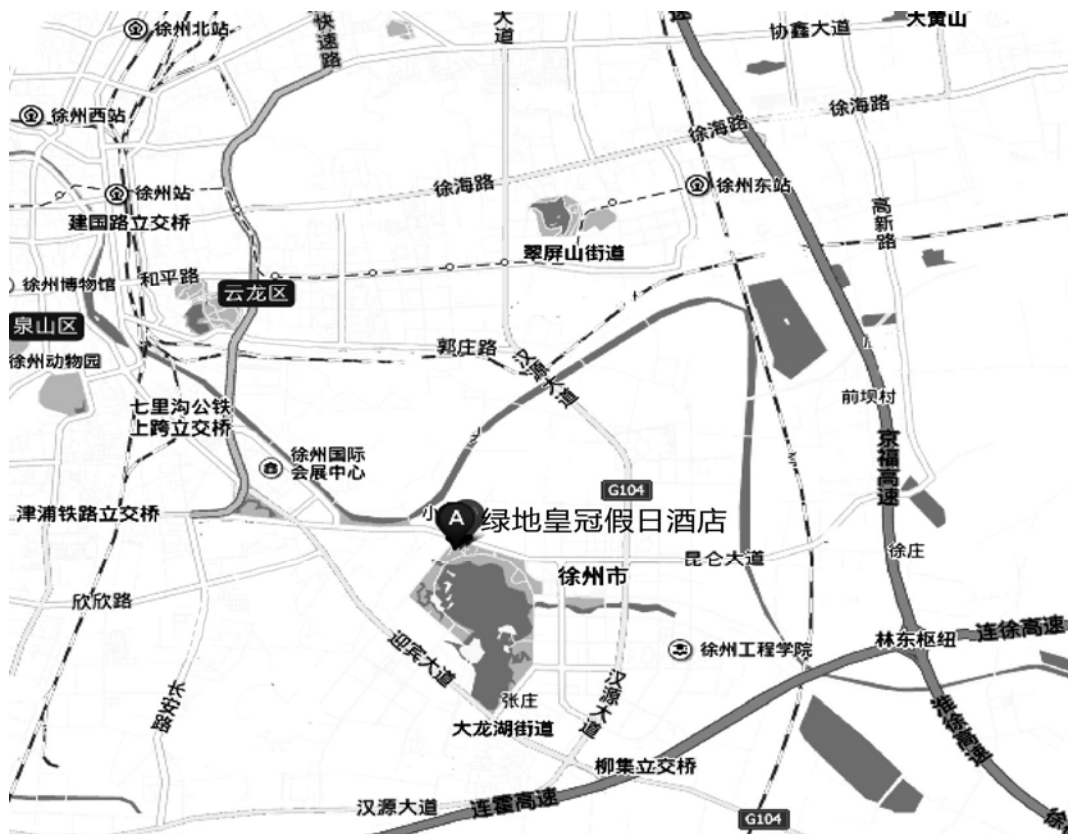 徐州北站
快速路
大道
协鑫大道
大黄山
徐州西站
徐海路
徐海路
徐州站
徐海路
徐州东站
建国路立交桥
高新路
翠屏山街道
徐州博物馆
和平路
云龙区
泉山区
徐州动物园
郭庄路
汉源大道
前坝村
七里沟公铁
上跨立交桥
徐州国际
会展中心
京福高速
G104
津浦铁路立交桥
小
A
绿地皇冠假日酒店
昆仑大道
徐庄
徐州市
欣欣路
迎宾大道
徐州工程学院
林东枢纽
连徐高速
长安路
张庄
汉源大道
大龙湖街道
淮徐高速
柳集立交桥
汉源大道
连霍高速
G104
徐